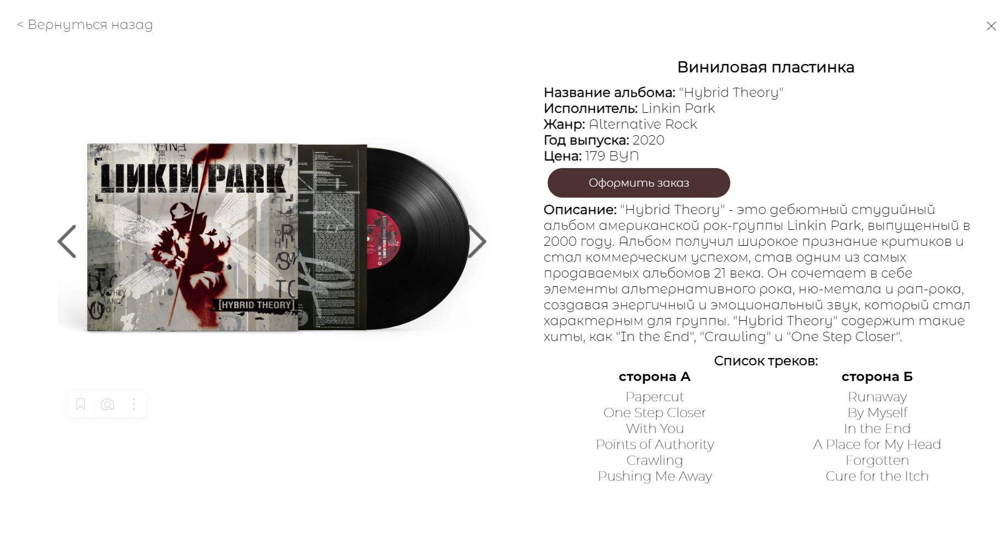 < Вернуться назад
Виниловая пластинка
Название альбома: "Hybrid Theory"
Исполнитель: Linkin Park
Жанр: Alternative Rock
Год выпуска: 2020
Цена: 179 BYN
Оформить заказ
Описание: "Hybrid Theory" - это дебютный студийный
альбом американской рок-группы Linkin Park, выпущенный в
2000 году. Альбом получил широкое признание критиков и
стал коммерческим успехом, став одним из самых
продаваемых альбомов 21 века. Он сочетает в себе
элементы альтернативного рока, ню-метала и рап-рока,
создавая энергичный и эмоциональный звук, который стал
характерным для группы. "Hybrid Theory" содержит такие
хиты, как "In the End", "Crawling" и "One Step Closer".
Список треков:
сторона А
Papercut
One Step Closer
With You
Points of Authority
Crawling
Pushing Me Away
сторона Б
Runaway
By Myself
In the End
A Place for My Head
Forgotten
Cure for the Itch
LINKIN PARK
[HYBRID THEORY]
THEY